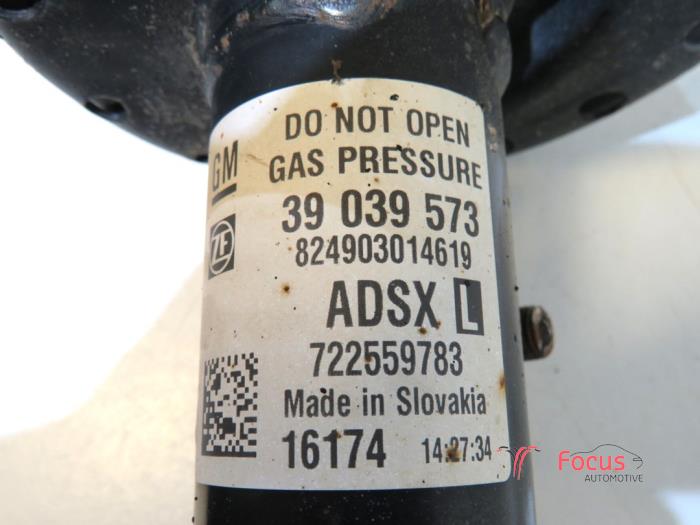 DO NOT OPEN
GM
GAS PRESSURE
39 039 573
ZF
824903014619
ADSX L
722559783
Made in Slovakia
16174 14:27:34
Focus
AUTOMOTIVE